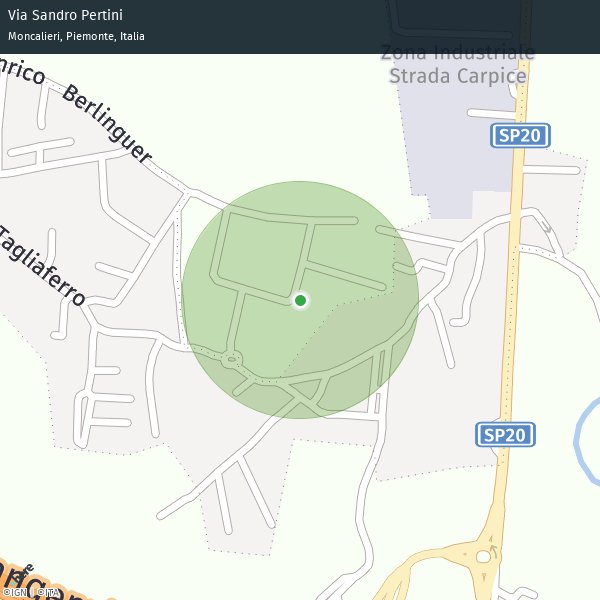 Via Sandro Pertini
Moncalieri, Piemonte, Italia
Zona Industriale
Strada Carpice
nrico Berlinguer
SP20
Tagliaferro
SP20
©IGN | ©ITA